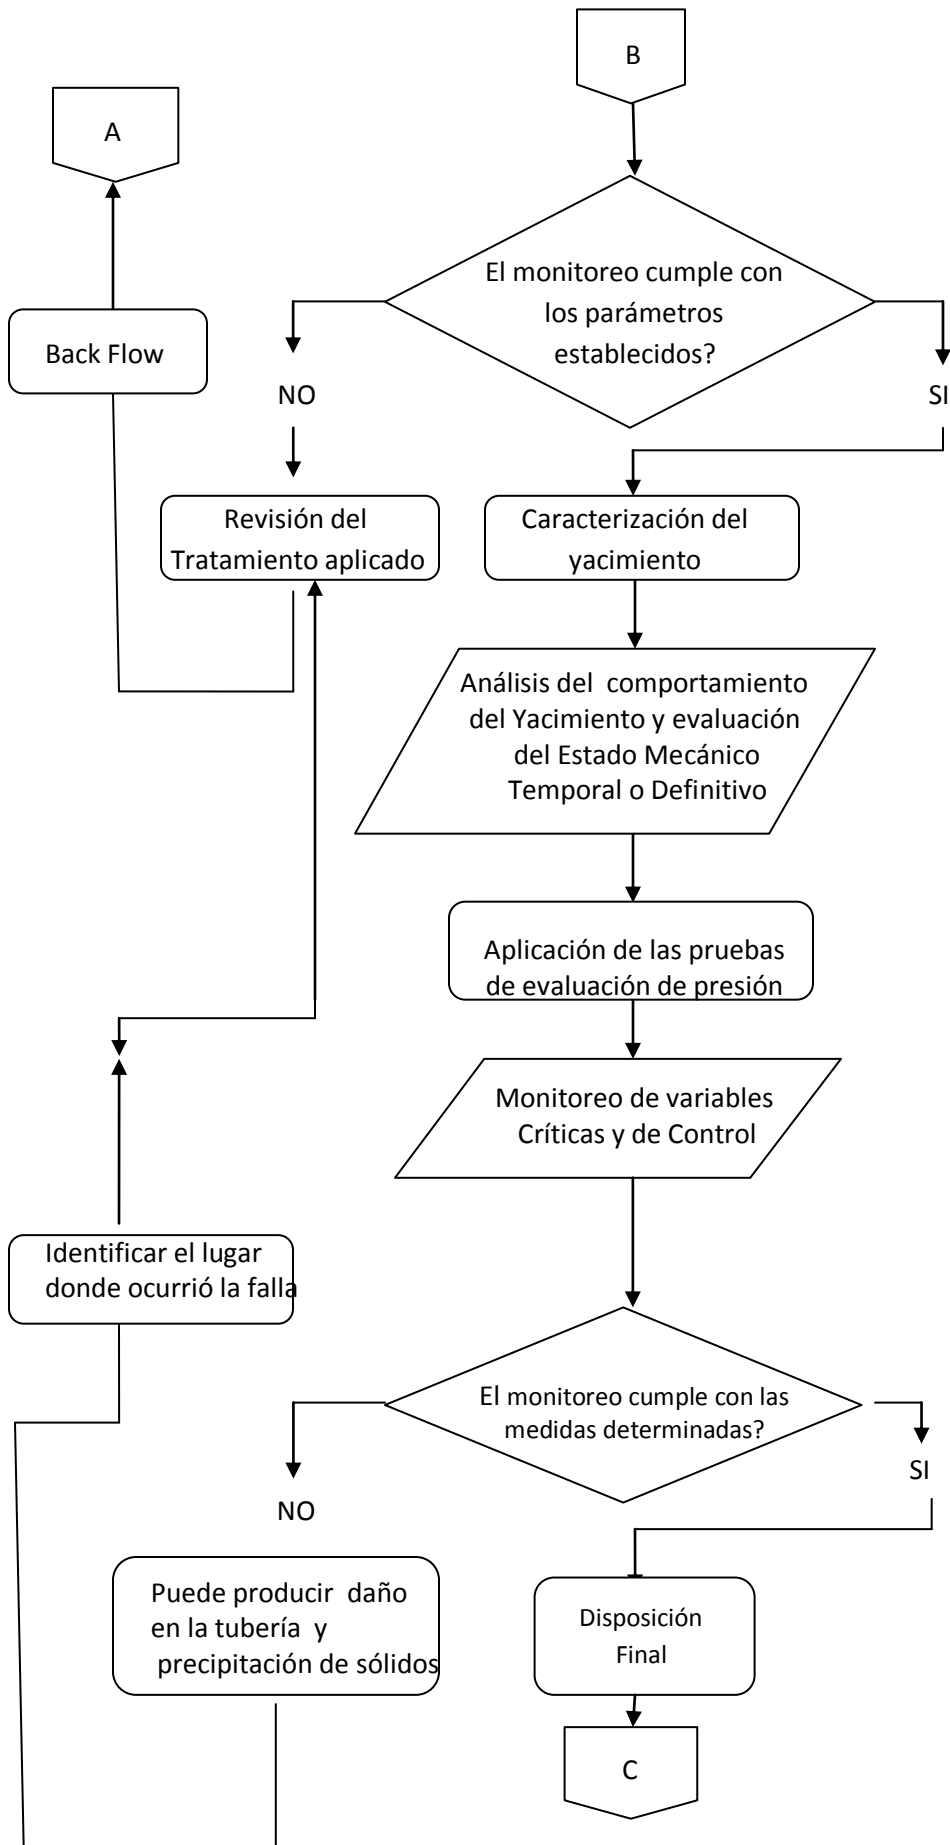 B
A
El monitoreo cumple con
los parámetros
establecidos?
Back Flow
NO
SI
Revisión del
Tratamiento aplicado
Caracterización del
yacimiento
Análisis del comportamiento
del Yacimiento y evaluación
del Estado Mecánico
Temporal o Definitivo
Aplicación de las pruebas
de evaluación de presión
Monitoreo de variables
Críticas y de Control
Identificar el lugar
donde ocurrió la falla
El monitoreo cumple con las
medidas determinadas?
SI
NO
Puede producir daño
en la tubería y
precipitación de sólidos
Disposición
Final
C